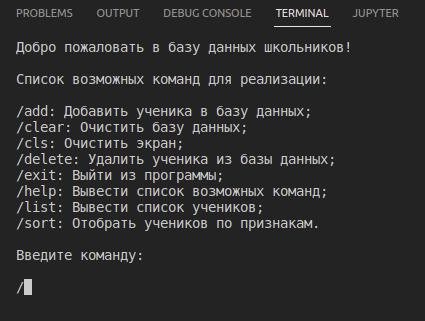 PROBLEMS OUTPUT DEBUG CONSOLE TERMINAL JUPYTER
Добро пожаловать в базу данных школьников!
Список возможных команд для реализации:
/add: Добавить ученика в базу данных;
/clear: Очистить базу данных;
/cls: Очистить экран;
/delete: Удалить ученика из базы данных;
/exit: Выйти из программы;
/help: Вывести список возможных команд;
/list: Вывести список учеников;
/sort: Отобрать учеников по признакам.
Введите команду:
/